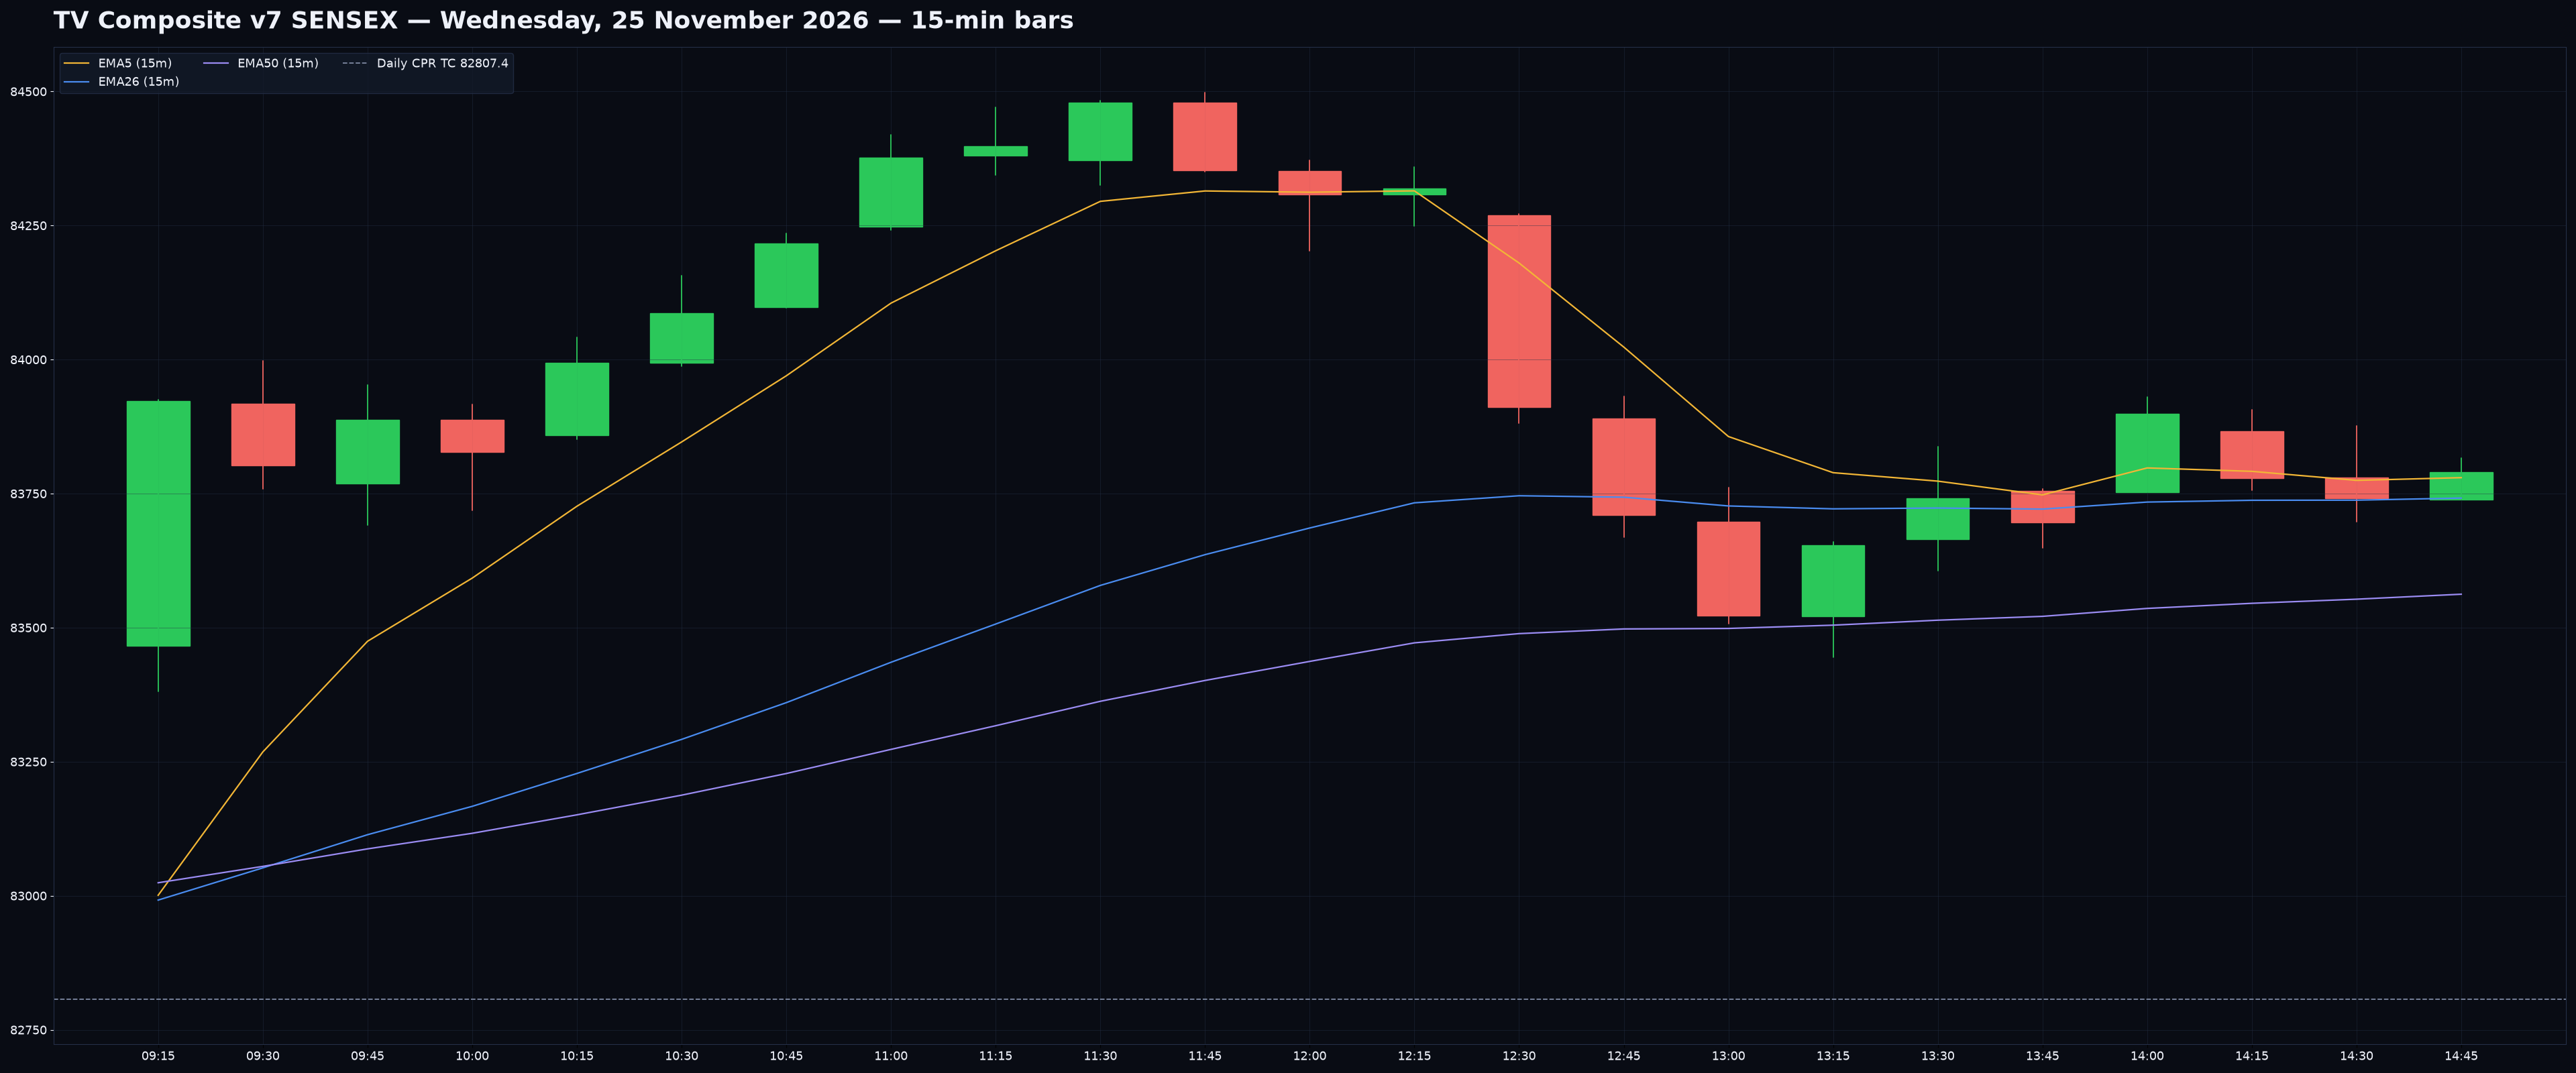 TV Composite v7 SENSEX — Wednesday, 25 November 2026 — 15-min bars
EMA5 (15m) EMA50 (15m) Daily CPR TC 82807.4
EMA26 (15m)
84500
84250
84000
83750
83500
83250
83000
82750
09:15 09:30 09:45 10:00 10:15 10:30 10:45 11:00 11:15 11:30 11:45 12:00 12:15 12:30 12:45 13:00 13:15 13:30 13:45 14:00 14:15 14:30 14:45